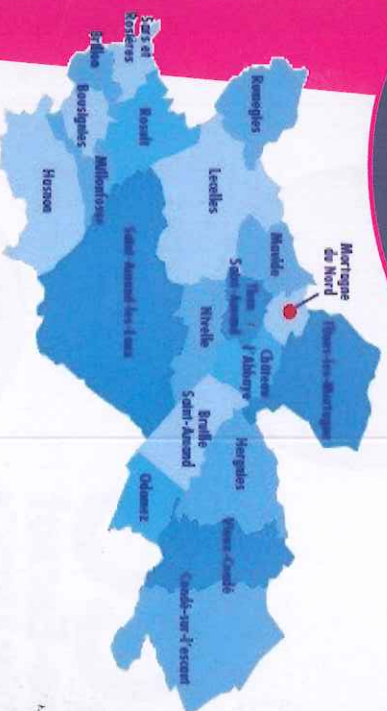 Mortagne
du Nord
Flines-les-Mortagne
Rumegies
Maulde
Château
l'Abbaye
Thun
Saint-Amand
Lecelles
Nivelle
Hergnies
Vieux-Condé
Condé-sur-l'escaut
Bruille
Saint-Amand
Odomez
Sars et
Rosières
Rosult
Brillon
Bousignies
Millonfosse
Saint-Amand-les-Eaux
Hasnon